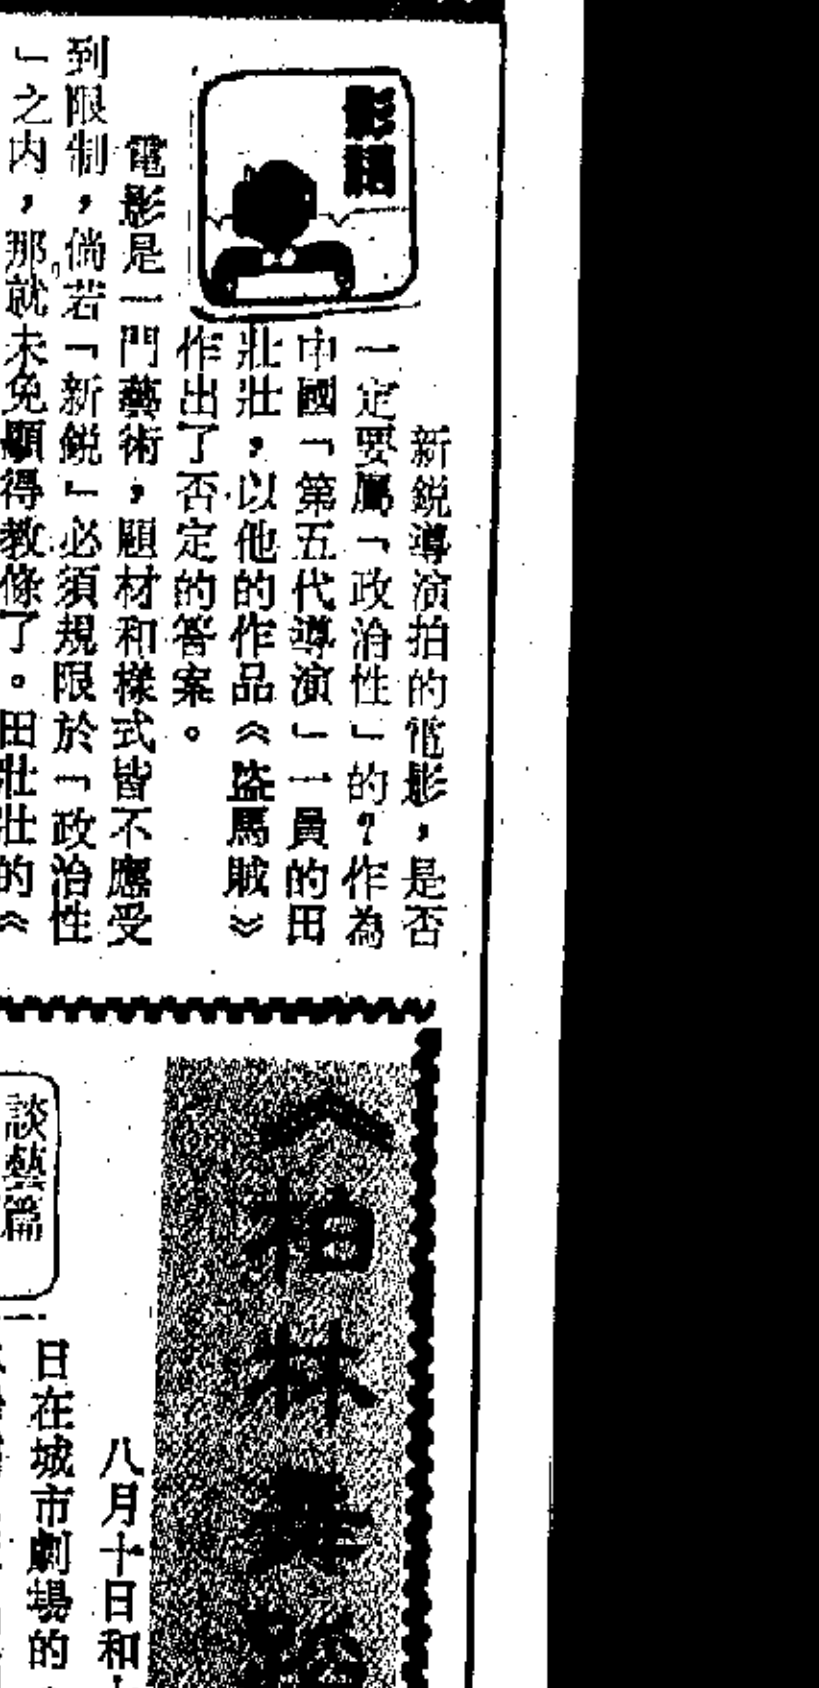 影話
新銳導演拍的電影，是否
一定要屬「政治性」的？作為
中國「第五代導演」一員的田
壯壯，以他的作品《盜馬賊》
作出了否定的答案。
電影是一門藝術，題材和樣式皆不應受
到限制，倘若「新銳」必須規限於「政治性
」之內，那就未免顯得教條了。田壯壯的《
《柏林舞
談藝篇
八月十日和
日在城市劇場的